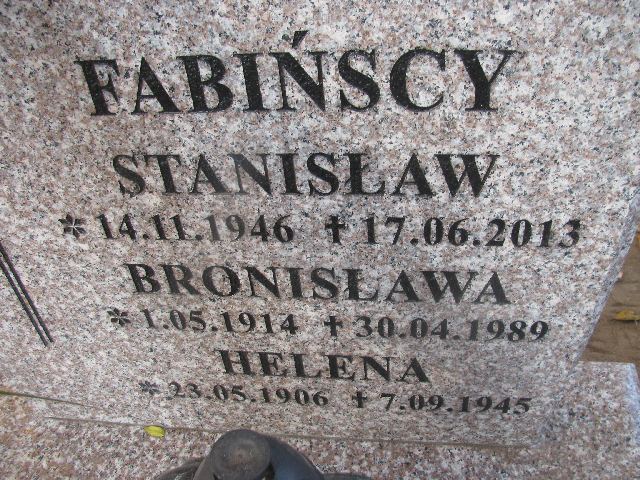 FABIŃSCY
STANISŁAW
* 14.11.1946 ✝ 17.06.2013
BRONISŁAWA
* 1.05.1914 ✝ 30.04.1989
HELENA
* 23.05.1906 ✝ 7.09.1945